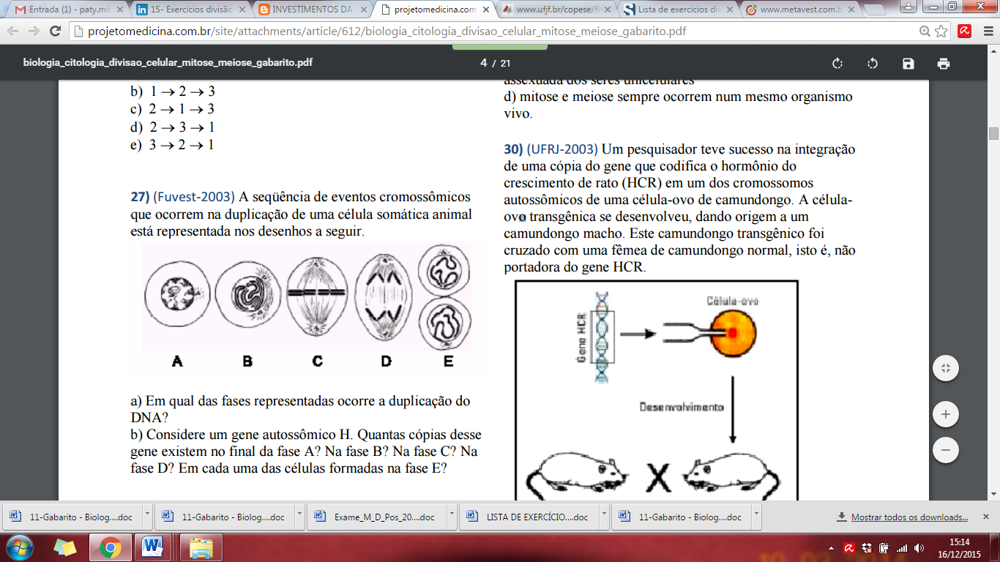 Entrada (1) - paty.mil
1S- Exercícios divisão
INVESTIMENTOS DA
projetomedicina.com
www.ufjf.br/copese/fi
Lista de exercicios di
www.metavest.com.b
projetomedicina.com.br/site/attachments/article/612/biologia_citologia_divisao_celular_mitose_meiose_gabarito.pdf
biologia_citologia_divisao_celular_mitose_meiose_gabarito.pdf
4 / 21
b) 1 → 2 → 3
c) 2 → 1 → 3
d) 2 → 3 → 1
e) 3 → 2 → 1
27) (Fuvest-2003) A seqüência de eventos cromossômicos
que ocorrem na duplicação de uma célula somática animal
está representada nos desenhos a seguir.
A B C D E
a) Em qual das fases representadas ocorre a duplicação do
DNA?
b) Considere um gene autossômico H. Quantas cópias desse
gene existem no final da fase A? Na fase B? Na fase C? Na
fase D? Em cada uma das células formadas na fase E?
assexuada dos seres unicelulares
d) mitose e meiose sempre ocorrem num mesmo organismo
vivo.
30) (UFRJ-2003) Um pesquisador teve sucesso na integração
de uma cópia do gene que codifica o hormônio do
crescimento de rato (HCR) em um dos cromossomos
autossômicos de uma célula-ovo de camundongo. A célula-
ovo transgênica se desenvolveu, dando origem a um
camundongo macho. Este camundongo transgênico foi
cruzado com uma fêmea de camundongo normal, isto é, não
portadora do gene HCR.
Gene HCR
Célula-ovo
Desenvolvimento
X
11-Gabarito - Biolog....doc
11-Gabarito - Biolog....doc
Exame_M_D_Pos_20....doc
LISTA DE EXERCÍCIO....doc
11-Gabarito - Biolog....doc
Mostrar todos os downloads...
15:14
16/12/2015